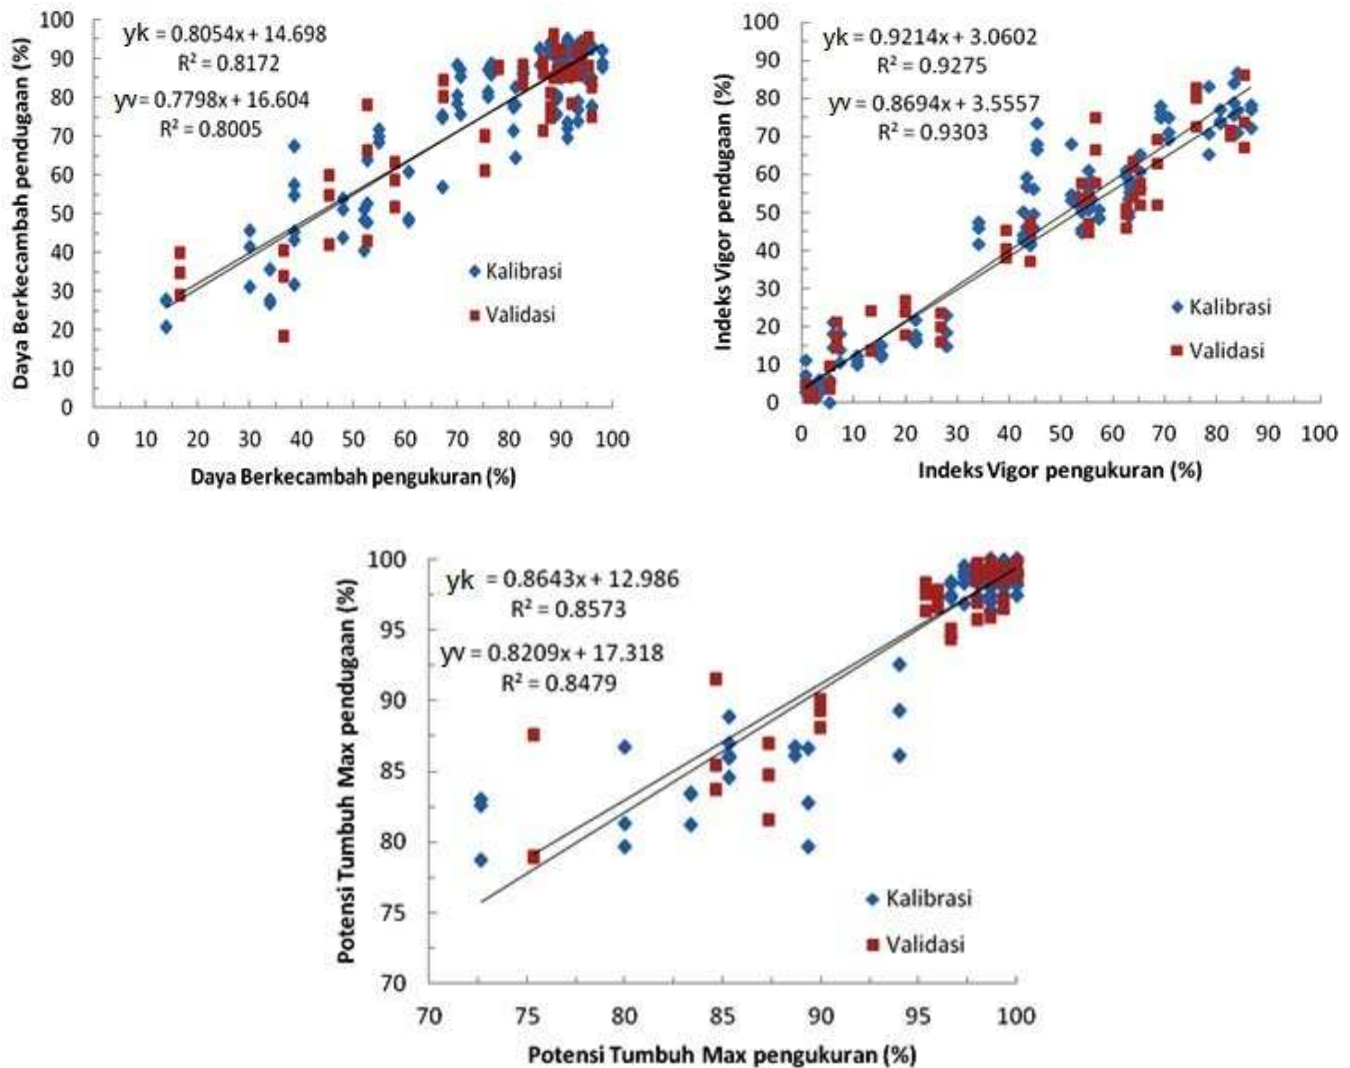 Daya Berkecambah pendugaan (%)
100
90
80
70
60
50
40
30
20
10
0
yk = 0.8054x + 14.698
R² = 0.8172
yv = 0.7798x + 16.604
R² = 0.8005
Kalibrasi
Validasi
0 10 20 30 40 50 60 70 80 90 100
Daya Berkecambah pengukuran (%)
Indeks Vigor pendugaan (%)
100
90
80
70
60
50
40
30
20
10
0
yk = 0.9214x + 3.0602
R² = 0.9275
yv = 0.8694x + 3.5557
R² = 0.9303
Kalibrasi
Validasi
0 10 20 30 40 50 60 70 80 90 100
Indeks Vigor pengukuran (%)
Potensi Tumbuh Max pendugaan (%)
100
95
90
85
80
75
70
yk = 0.8643x + 12.986
R² = 0.8573
yv = 0.8209x + 17.318
R² = 0.8479
Kalibrasi
Validasi
70 75 80 85 90 95 100
Potensi Tumbuh Max pengukuran (%)